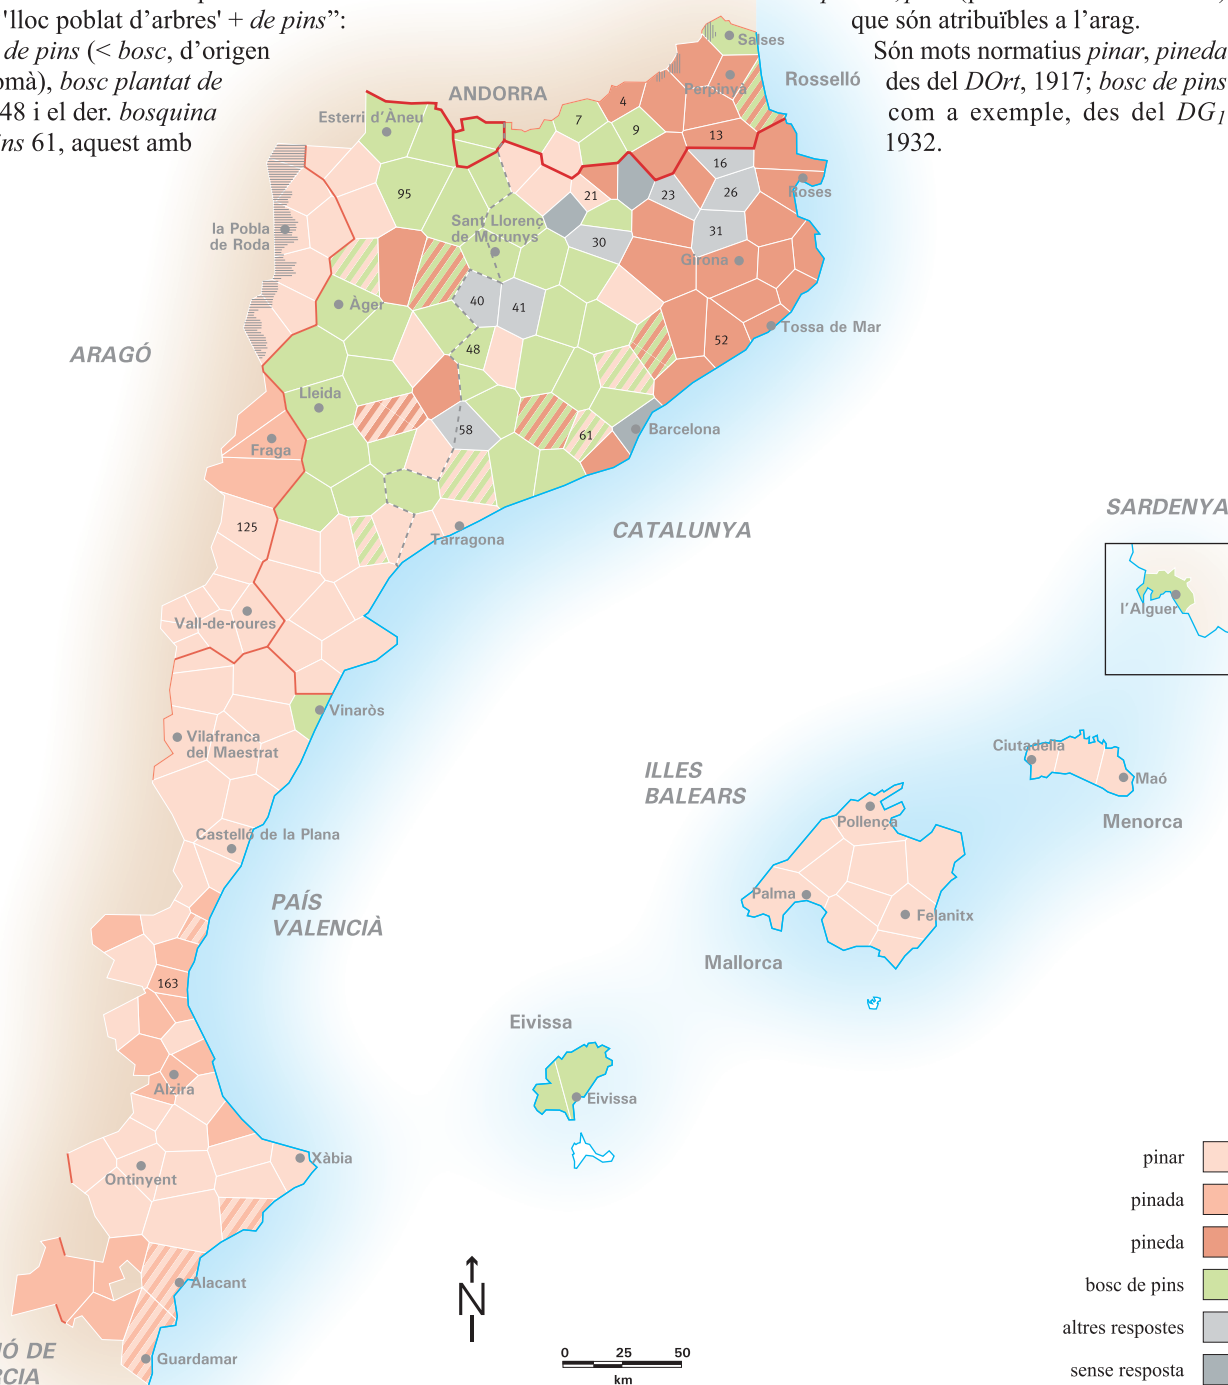 'lloc poblat d'arbres' + de pins”:
de pins (< bosc, d’origen
omà), bosc plantat de
48 i el der. bosquina
ins 61, aquest amb
que són atribuïbles a l’arag.
Són mots normatius pinar, pineda
des del DOrt, 1917; bosc de pins
com a exemple, des del DG1
1932.
Salses
Rosselló
Perpinyà
ANDORRA
Esterri d’Àneu
4
7
9
13
16
95
21
23
26
Roses
la Pobla
de Roda
Sant Llorenç
de Morunys
30
31
Girona
Àger
40
41
Tossa de Mar
52
ARAGÓ
48
Lleida
58
61
Barcelona
Fraga
125
Tarragona
CATALUNYA
SARDENYA
l’Alguer
Vall-de-roures
Vinaròs
Vilafranca
del Maestrat
ILLES
BALEARS
Ciutadella
Maó
Menorca
Pollença
Castelló de la Plana
Palma
Felanitx
PAÍS
VALENCIÀ
Mallorca
163
Eivissa
Alzira
Eivissa
Xàbia
Ontinyent
Alacant
Guardamar
IÓ DE
RCIA
N
0 25 50
km
pinar
pinada
pineda
bosc de pins
altres respostes
sense resposta